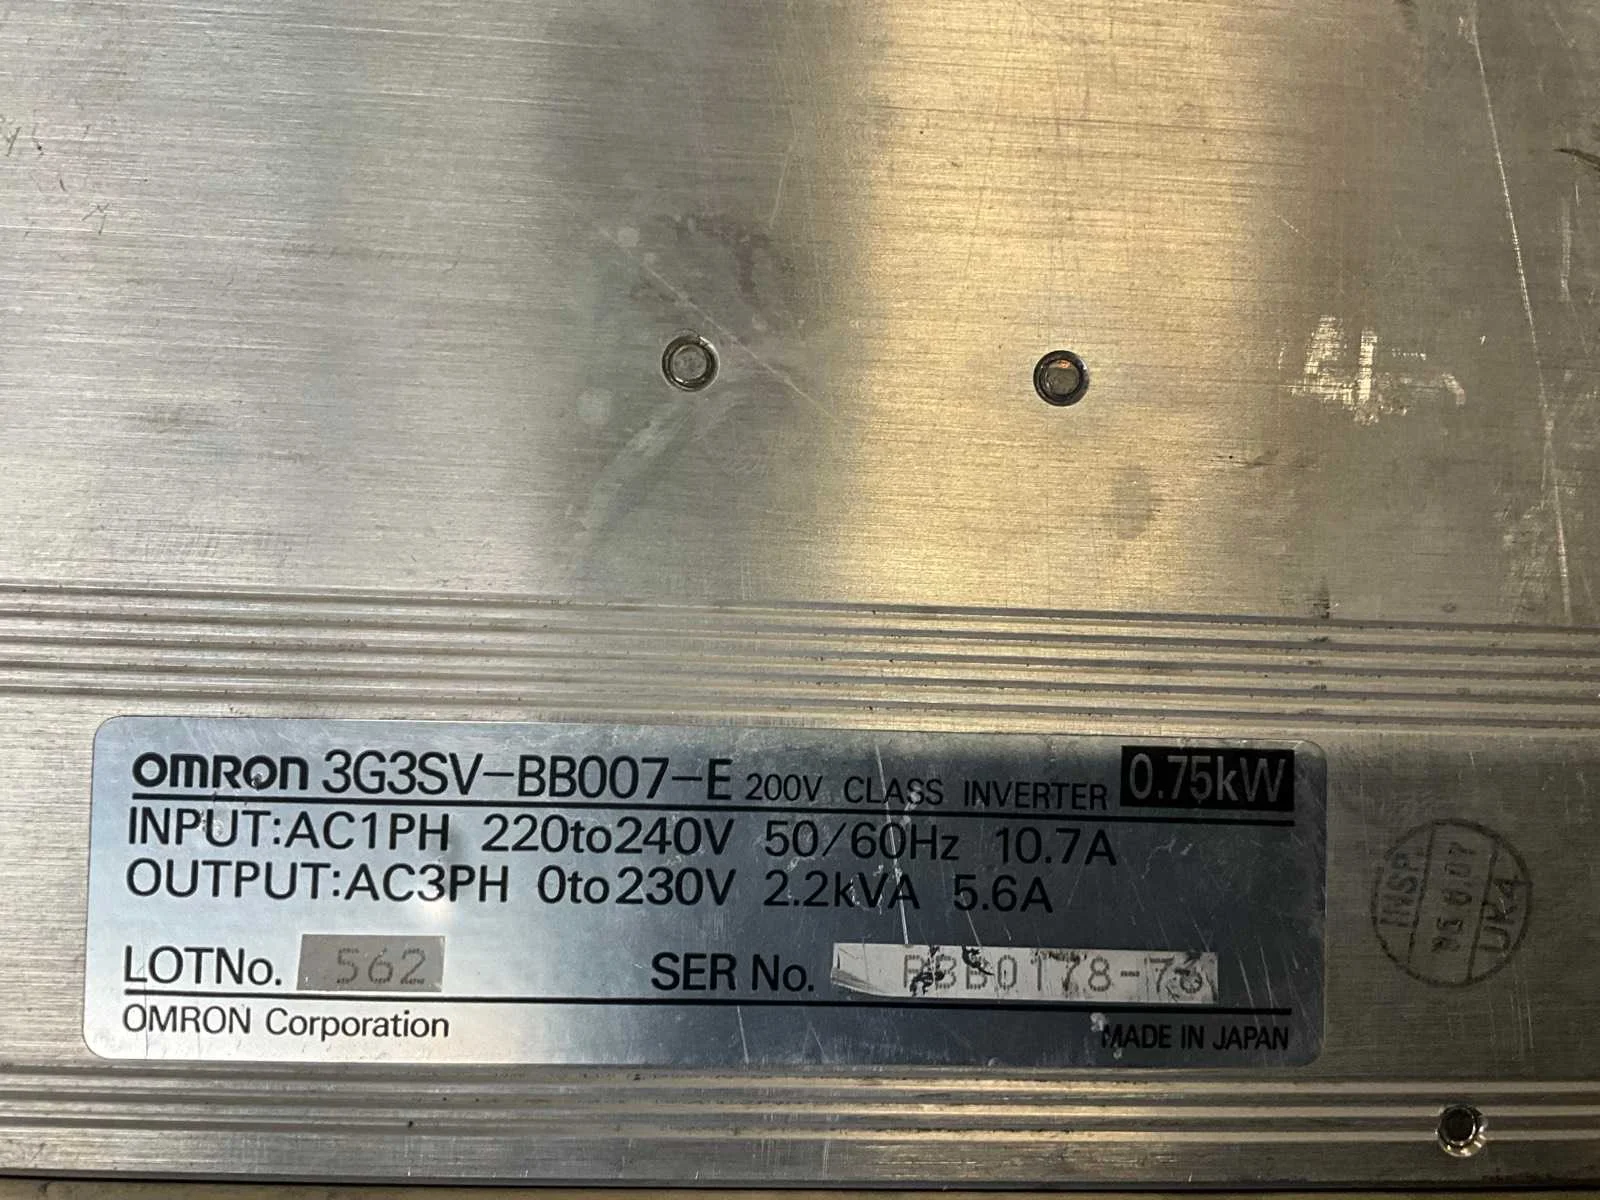 OMRON 3G3SV-BB007-E 200V CLASS INVERTER 0.75kW
INPUT:AC1PH 220to240V 50/60Hz 10.7A
OUTPUT:AC3PH 0to230V 2.2kVA 5.6A
LOTNo. 562 SER No.
OMRON Corporation MADE IN JAPAN
INSP.
UK4